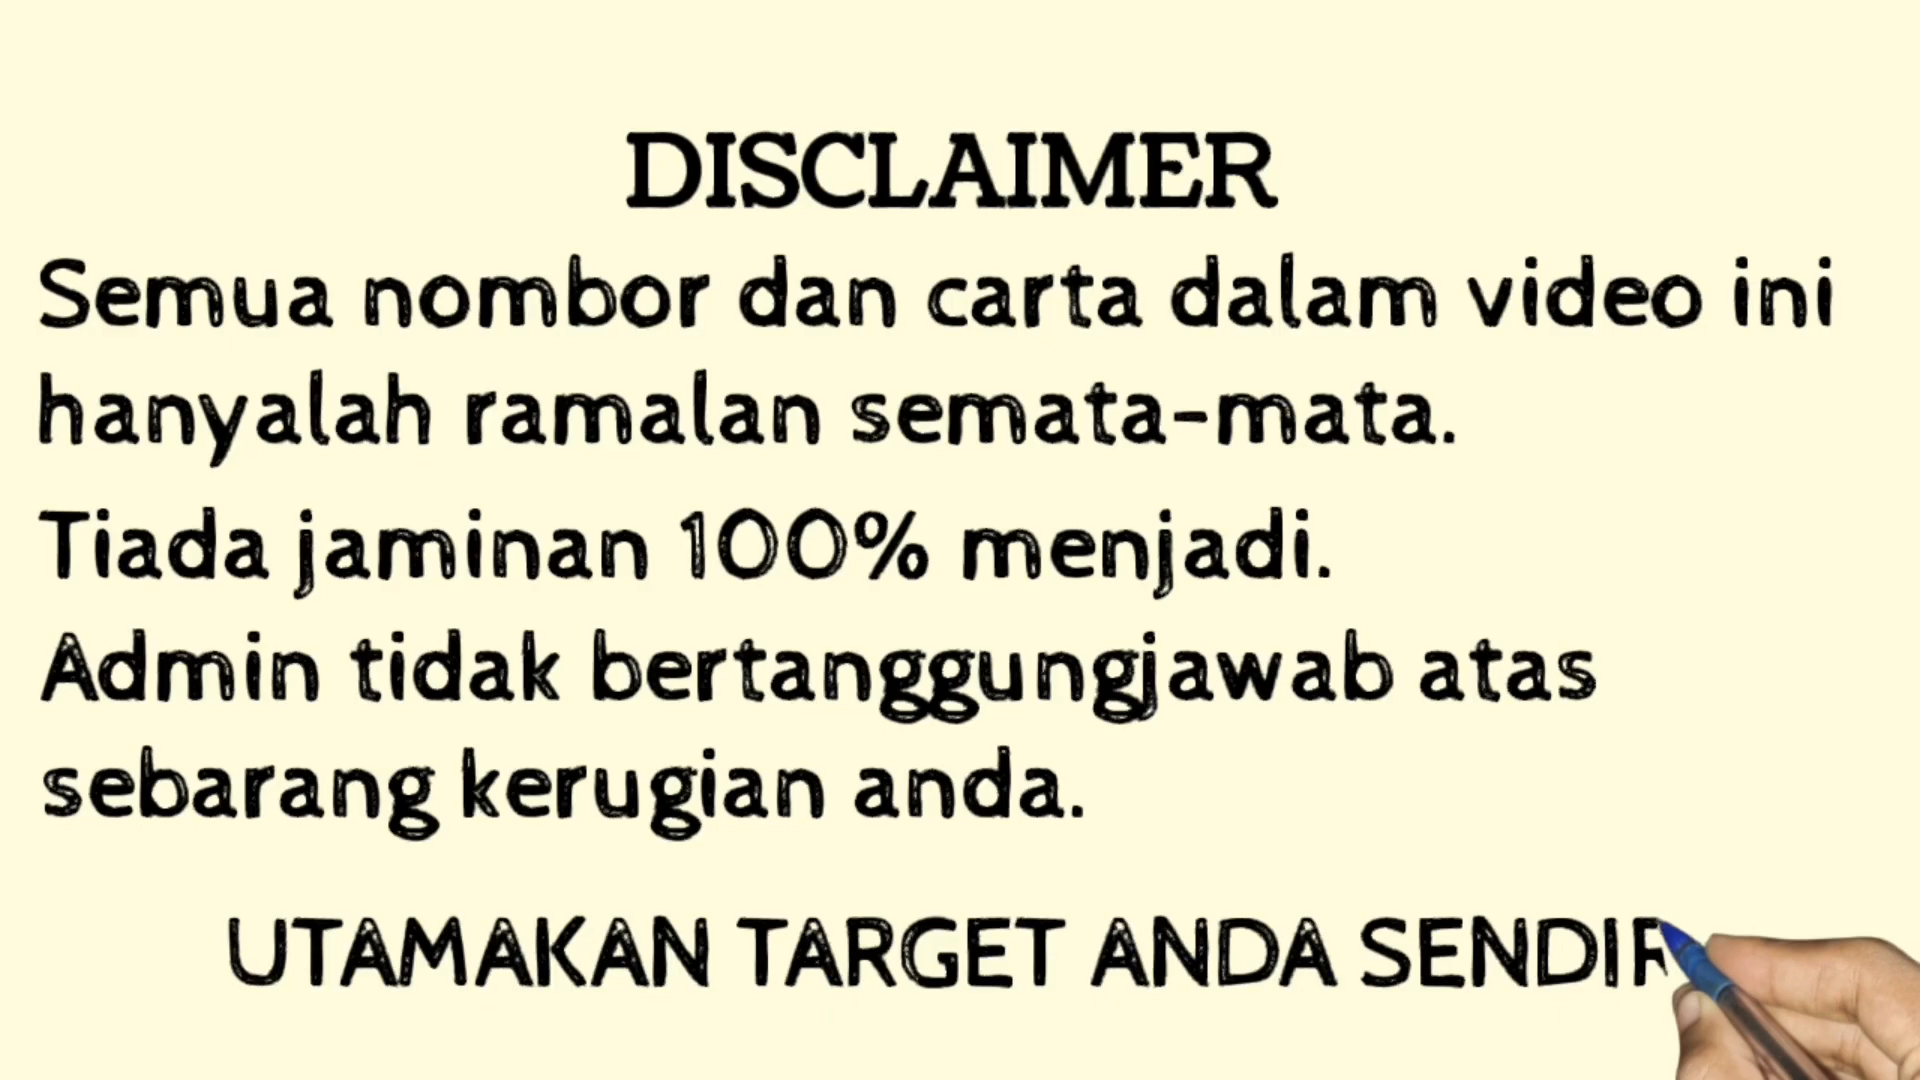 DISCLAIMER
Semua nombor dan carta dalam video ini
hanyalah ramalan semata-mata.
Tiada jaminan 100% menjadi.
Admin tidak bertanggungjawab atas
sebarang kerugian anda.
UTAMAKAN TARGET ANDA SENDIR